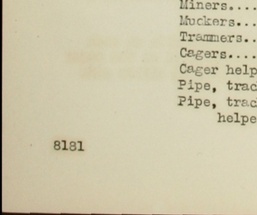 Miners....
Muckers...
Trammers..
Cagers....
Cager help
Pipe, trac
Pipe, trac
helpe
8181